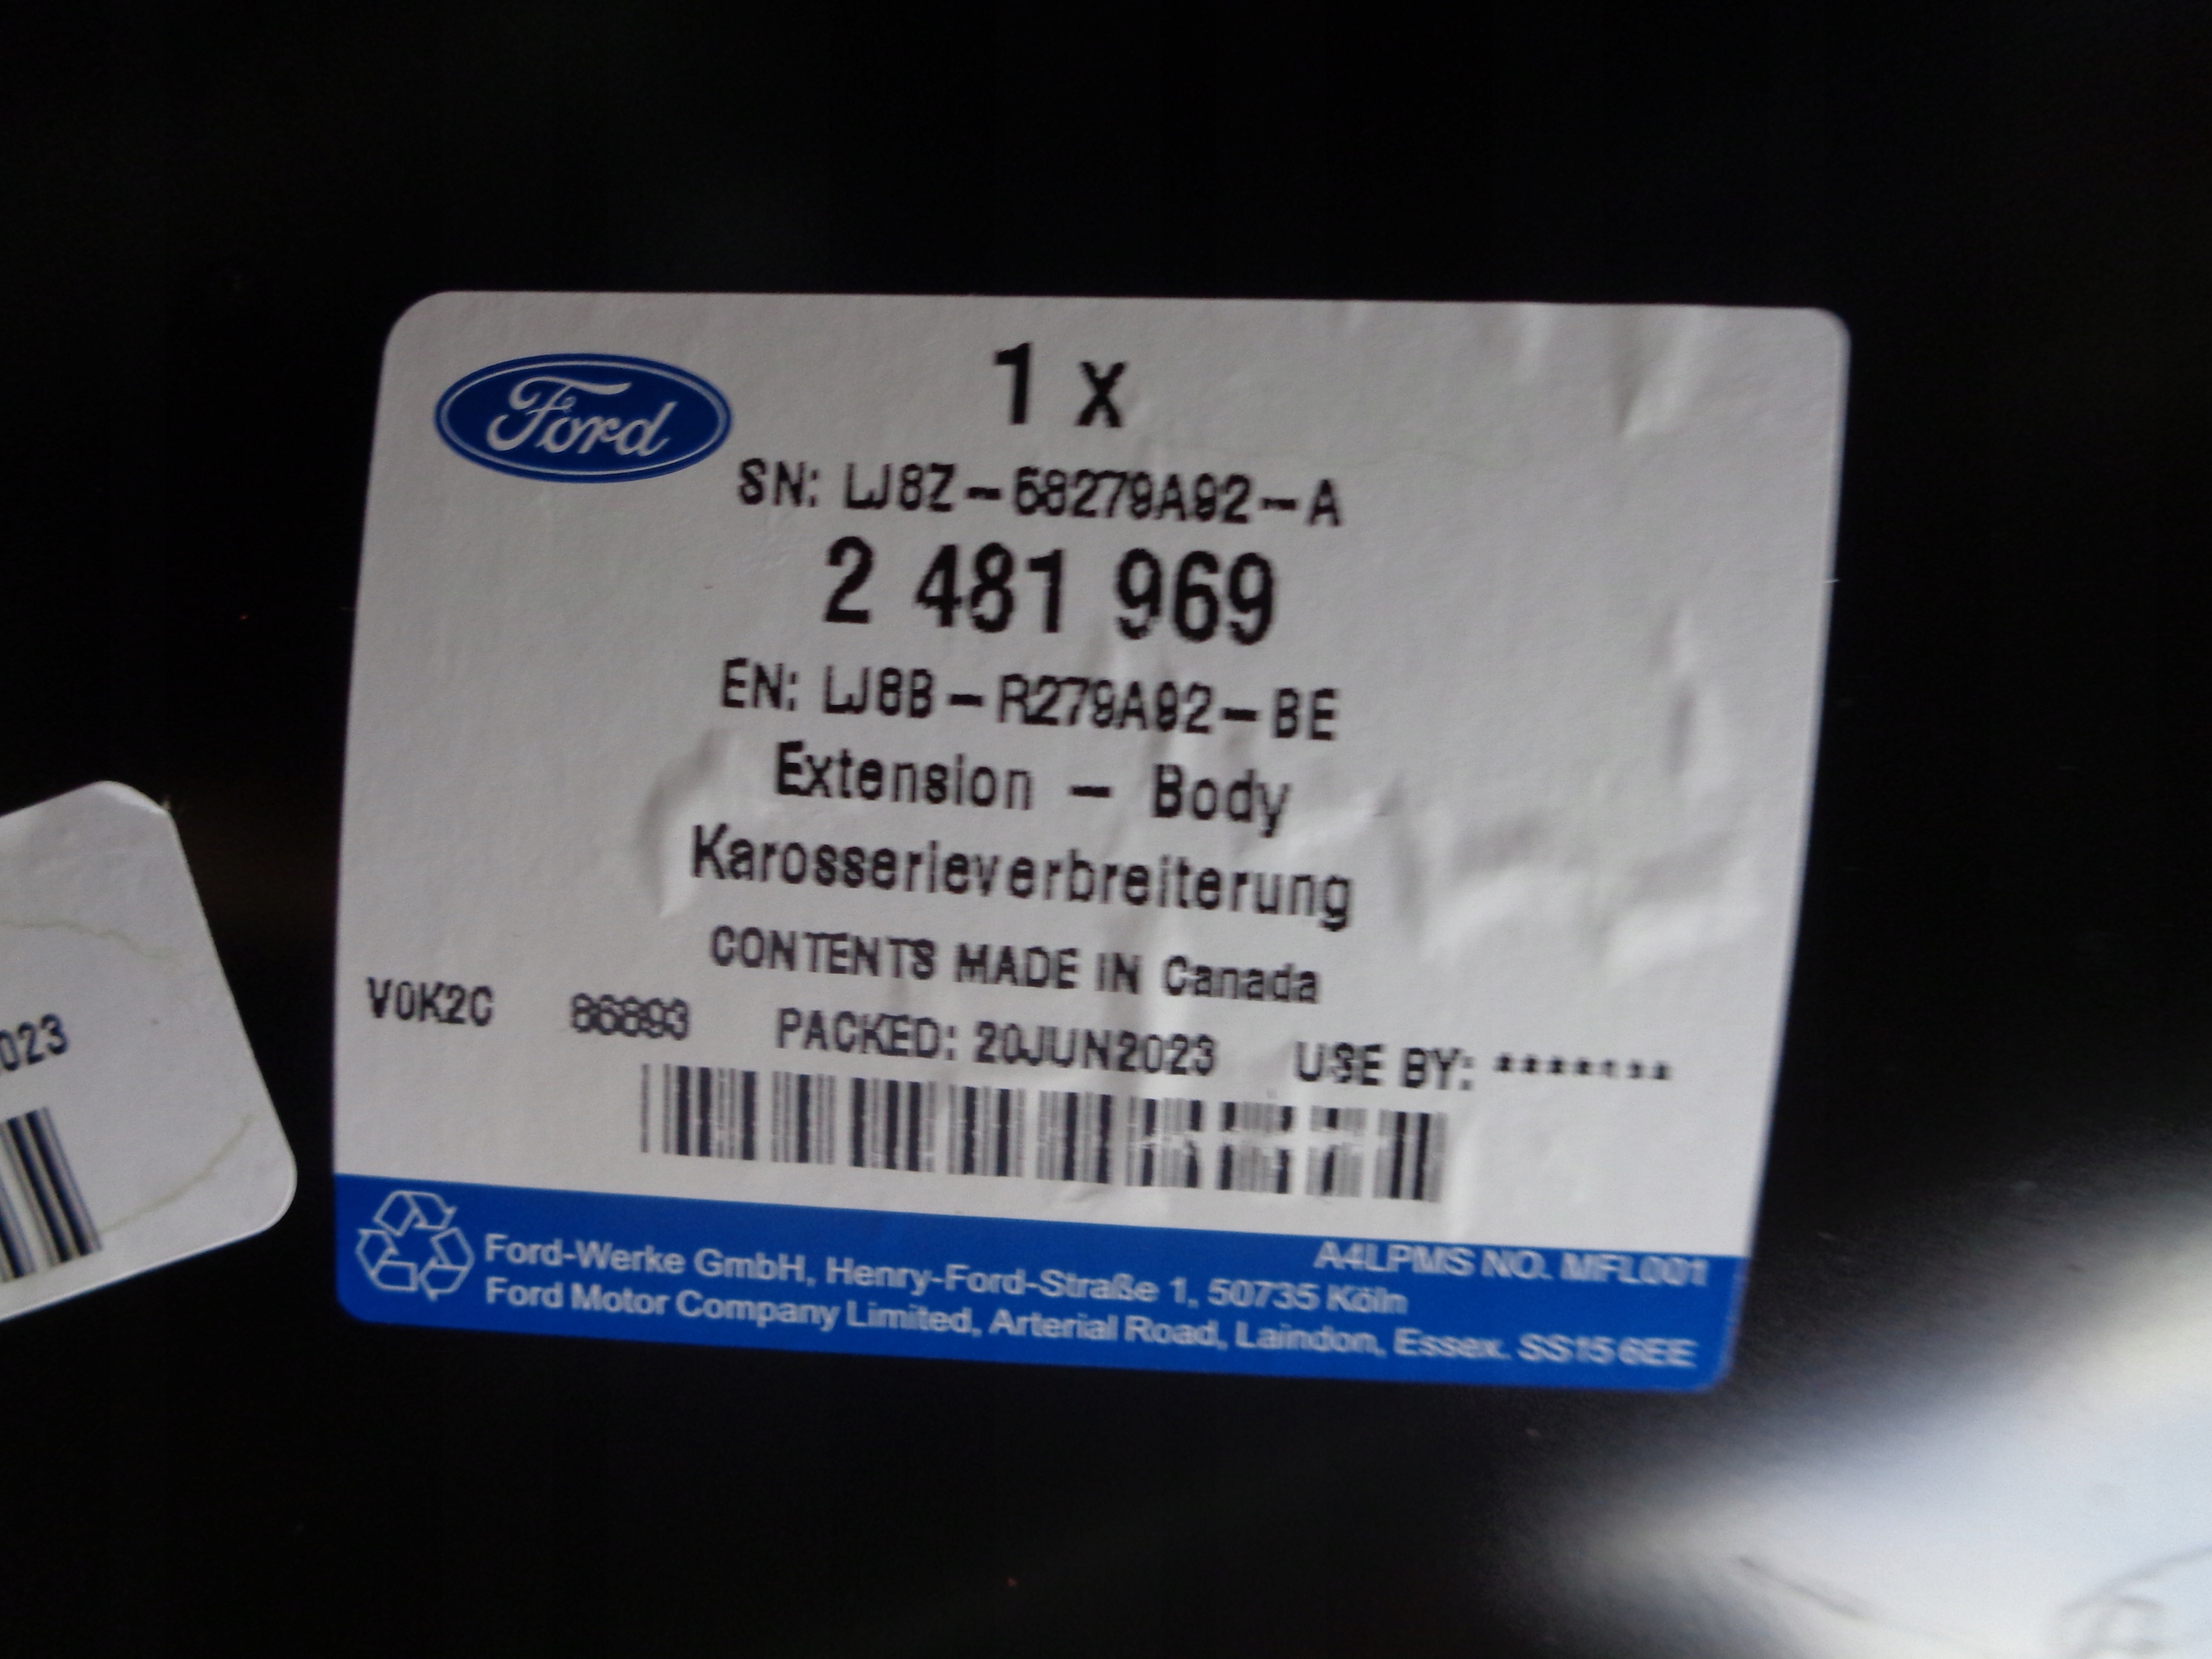 Ford
1 x
SN: LJ8Z-58279A92-A
2 481 969
EN: LJ8B-R279A92-BE
Extension - Body
Karosserieverbreiterung
CONTENTS MADE IN Canada
V0K2C 86893 PACKED: 20JUN2023 USE BY: *******
A4LPMS NO. MFL001
Ford-Werke GmbH, Henry-Ford-Straße 1, 50735 Köln
Ford Motor Company Limited, Arterial Road, Laindon, Essex. SS15 6EE
023